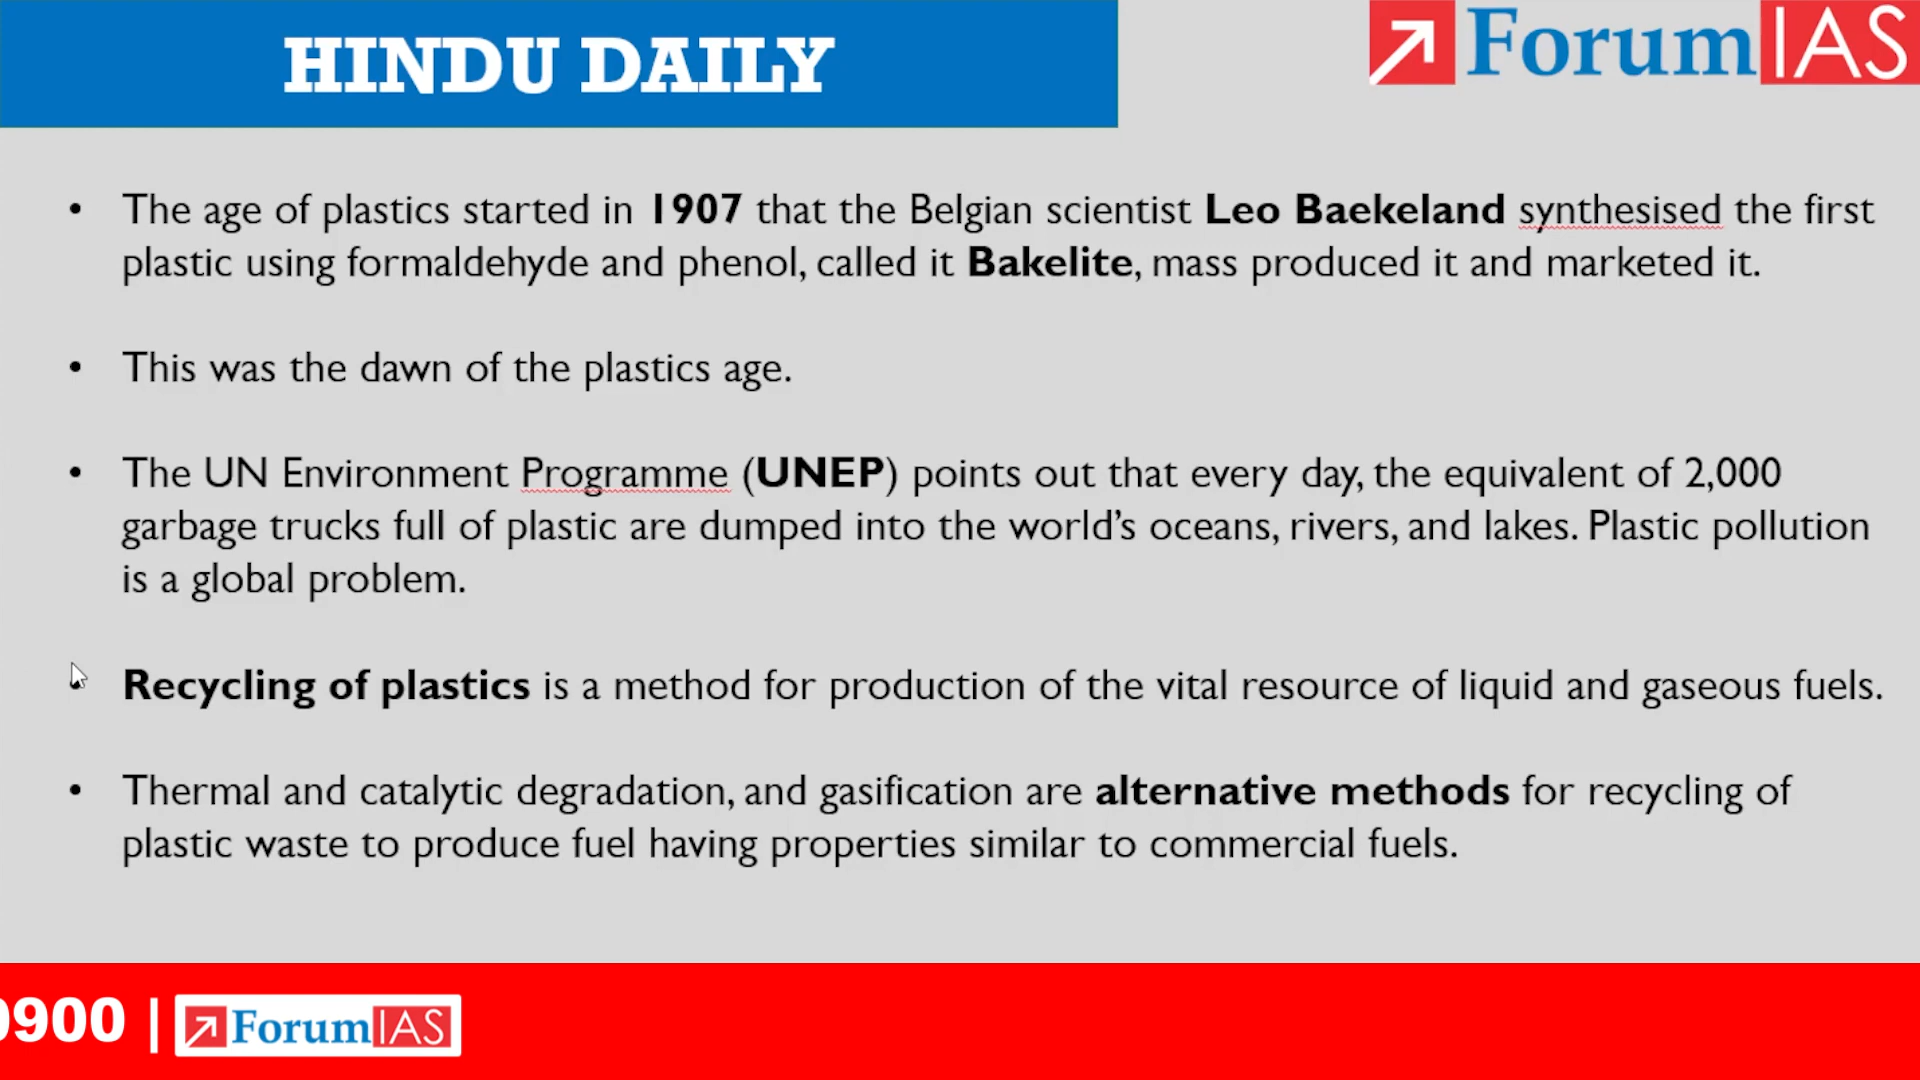 HINDU DAILY
ForumIAS
• The age of plastics started in 1907 that the Belgian scientist Leo Baekeland synthesised the first
plastic using formaldehyde and phenol, called it Bakelite, mass produced it and marketed it.
• This was the dawn of the plastics age.
• The UN Environment Programme (UNEP) points out that every day, the equivalent of 2,000
garbage trucks full of plastic are dumped into the world’s oceans, rivers, and lakes. Plastic pollution
is a global problem.
• Recycling of plastics is a method for production of the vital resource of liquid and gaseous fuels.
• Thermal and catalytic degradation, and gasification are alternative methods for recycling of
plastic waste to produce fuel having properties similar to commercial fuels.
900 | ForumIAS